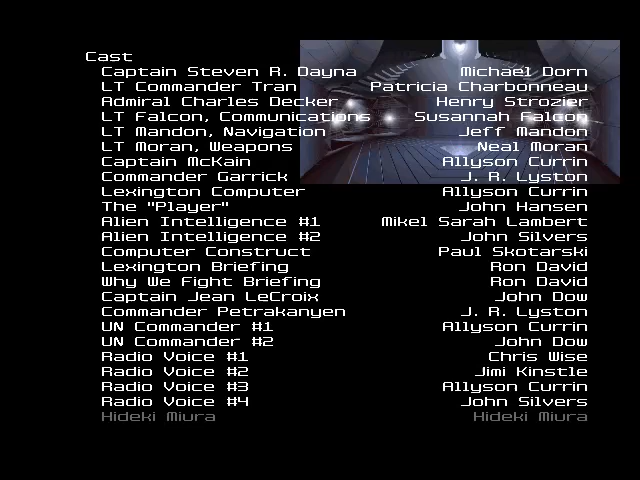 Cast
Captain Steven R. Dayna Michael Dorn
LT Commander Tran Patricia Charbonneau
Admiral Charles Decker Henry Strozier
LT Falcon, Communications Susannah Falcon
LT Mandon, Navigation Jeff Mandon
LT Moran, Weapons Neal Moran
Captain McKain Allyson Currin
Commander Garrick J. R. Lyston
Lexington Computer Allyson Currin
The "Player" John Hansen
Alien Intelligence #1 Mikel Sarah Lambert
Alien Intelligence #2 John Silvers
Computer Construct Paul Skotarski
Lexington Briefing Ron David
Why We Fight Briefing Ron David
Captain Jean LeCroix John Dow
Commander Petrakanyen J. R. Lyston
UN Commander #1 Allyson Currin
UN Commander #2 John Dow
Radio Voice #1 Chris Wise
Radio Voice #2 Jimi Kinstle
Radio Voice #3 Allyson Currin
Radio Voice #4 John Silvers
Hideki Miura Hideki Miura